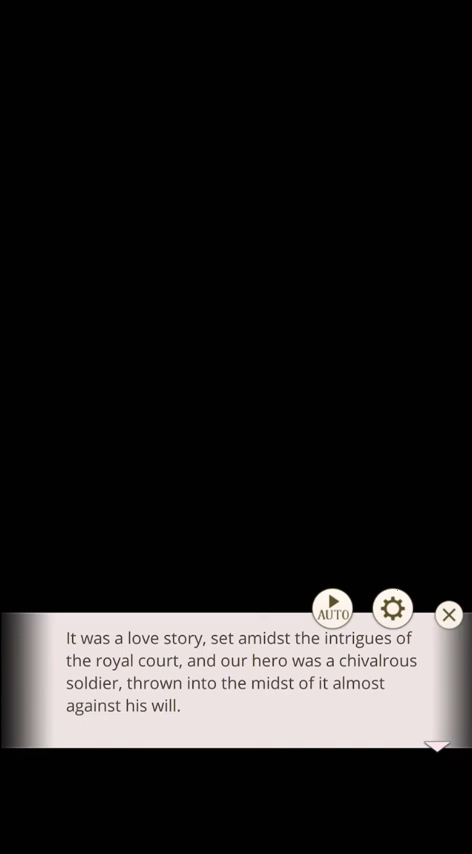 AUTO
It was a love story, set amidst the intrigues of
the royal court, and our hero was a chivalrous
soldier, thrown into the midst of it almost
against his will.